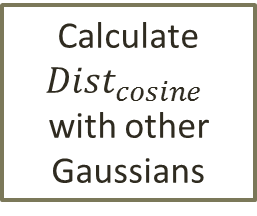 Calculate
Dist_cosine
with other
Gaussians